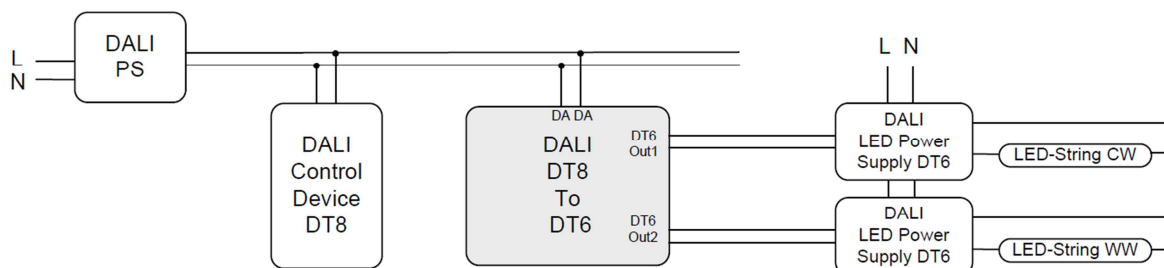 DALI
PS
L
N
DALI
Control
Device
DT8
DA DA
DALI
DT8
To
DT6
DT6
Out1
DT6
Out2
L N
DALI
LED Power
Supply DT6
LED-String CW
DALI
LED Power
Supply DT6
LED-String WW